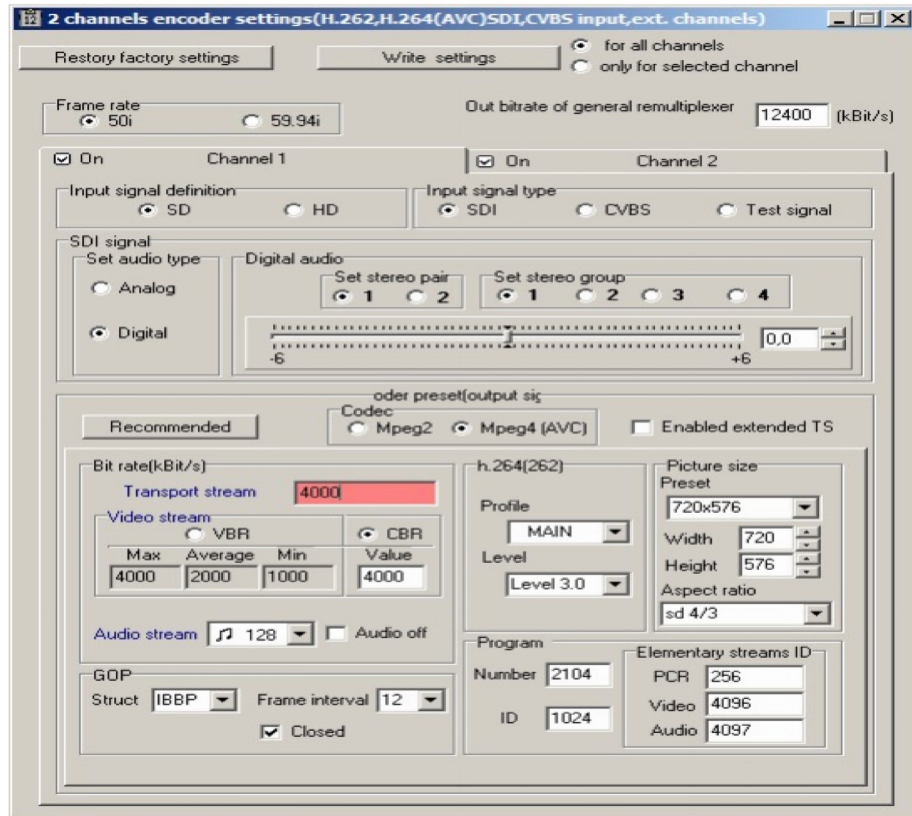 2 channels encoder settings(H.262,H.264(AVC)SDI,CVBS input,ext. channels)
Restory factory settings
Write settings
for all channels
only for selected channel
Frame rate
50i
59.94i
Out bitrate of general remultiplexer
12400
(kBit/s)
On
Channel 1
On
Channel 2
Input signal definition
SD
HD
Input signal type
SDI
CVBS
Test signal
SDI signal
Set audio type
Analog
Digital
Digital audio
Set stereo pair
1
2
Set stereo group
1
2
3
4
-6
+6
0,0
oder preset(output sig
Recommended
Codec
Mpeg2
Mpeg4 (AVC)
Enabled extended TS
Bit rate(kBit/s)
Transport stream
4000
Video stream
VBR
CBR
Max
Average
Min
Value
4000
2000
1000
4000
Audio stream
128
Audio off
GOP
Struct
IBBP
Frame interval
12
Closed
h.264(262)
Profile
MAIN
Level
Level 3.0
Picture size
Preset
720x576
Width
720
Height
576
Aspect ratio
sd 4/3
Program
Number
2104
ID
1024
Elementary streams ID
PCR
256
Video
4096
Audio
4097